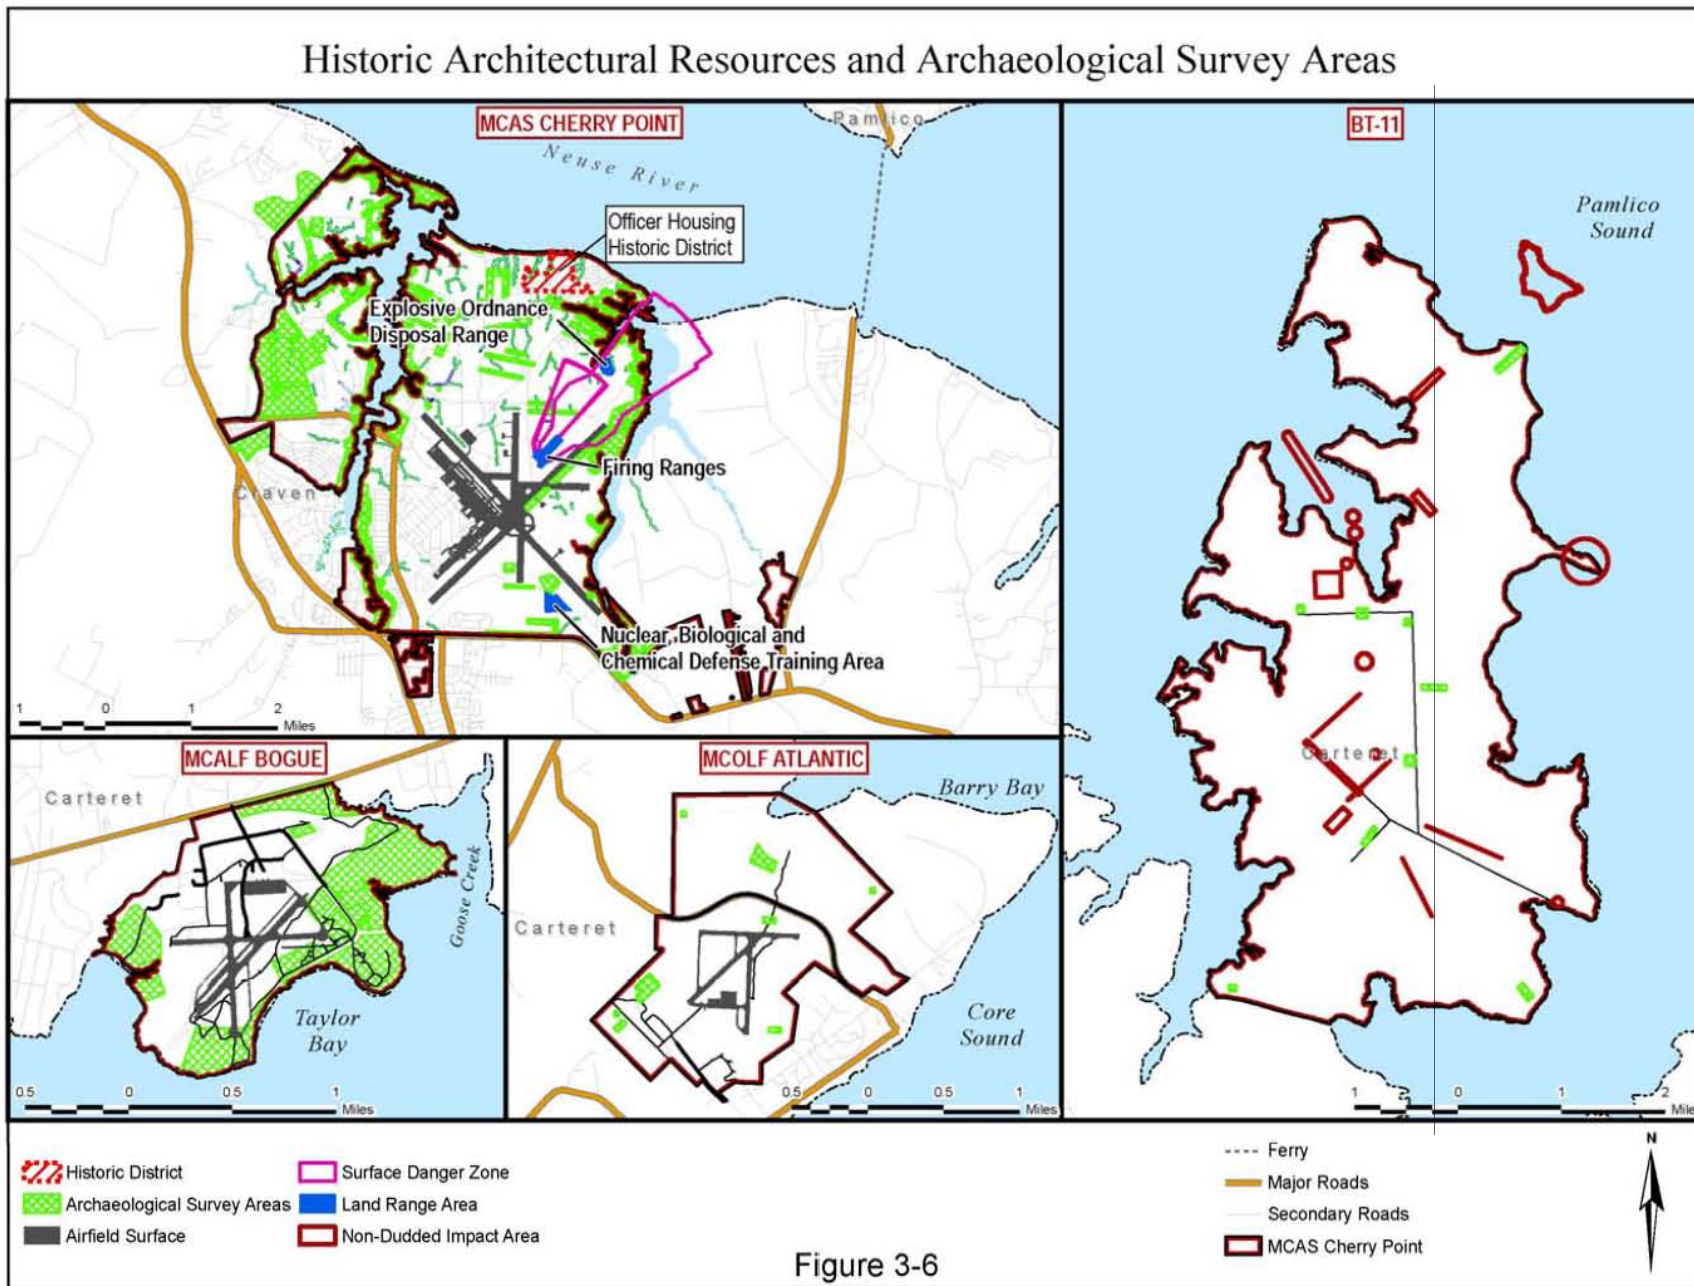 Historic Architectural Resources and Archaeological Survey Areas
MCAS CHERRY POINT
Pamlico
Neuse River
Officer Housing
Historic District
Explosive Ordnance
Disposal Range
Firing Ranges
Craven
Nuclear, Biological and
Chemical Defense Training Area
1 0 1 2
Miles
BT-11
Pamlico
Sound
Carteret
1 0 1 2
Mile
MCALF BOGUE
Carteret
Goose Creek
Taylor
Bay
0.5 0 0.5 1
Miles
MCOLF ATLANTIC
Barry Bay
Carteret
Core
Sound
0.5 0 0.5 1
Miles
Historic District
Archaeological Survey Areas
Airfield Surface
Surface Danger Zone
Land Range Area
Non-Dudded Impact Area
Ferry
Major Roads
Secondary Roads
MCAS Cherry Point
N
Figure 3-6